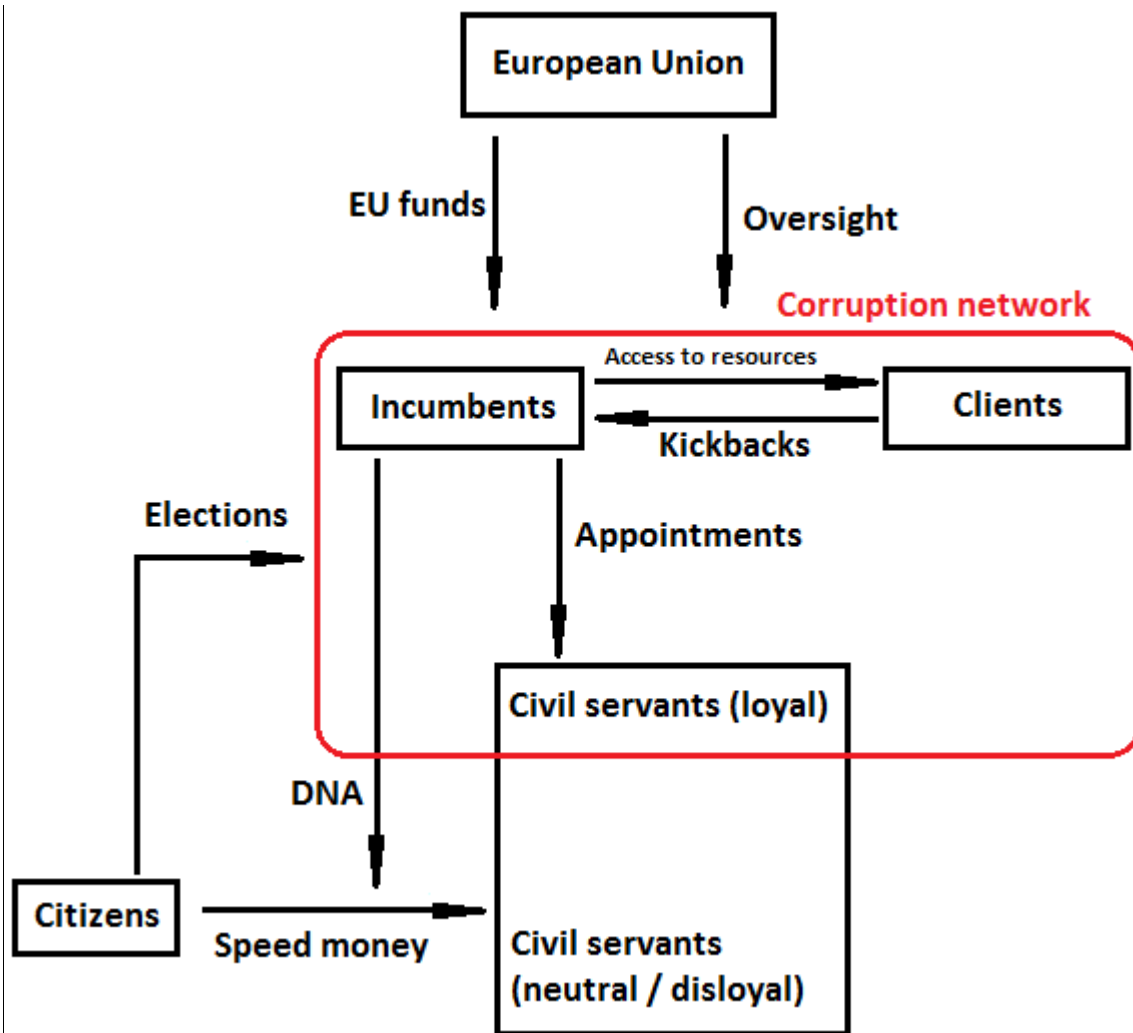 European Union
EU funds
Oversight
Corruption network
Access to resources
Incumbents
Clients
Kickbacks
Elections
Appointments
Civil servants (loyal)
DNA
Citizens
Speed money
Civil servants
(neutral / disloyal)